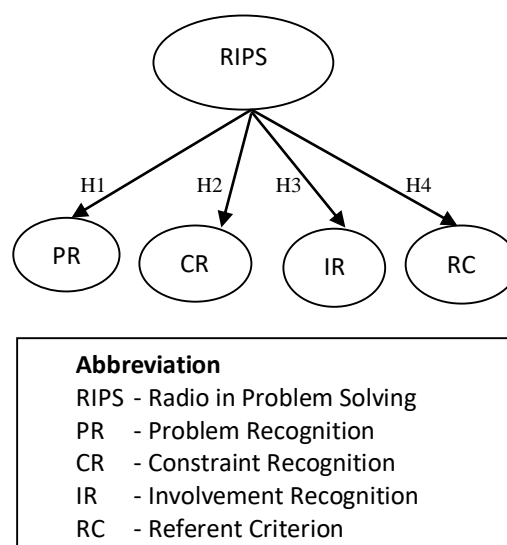 RIPS
H1 H2 H3 H4
PR CR IR RC
Abbreviation
RIPS - Radio in Problem Solving
PR - Problem Recognition
CR - Constraint Recognition
IR - Involvement Recognition
RC - Referent Criterion